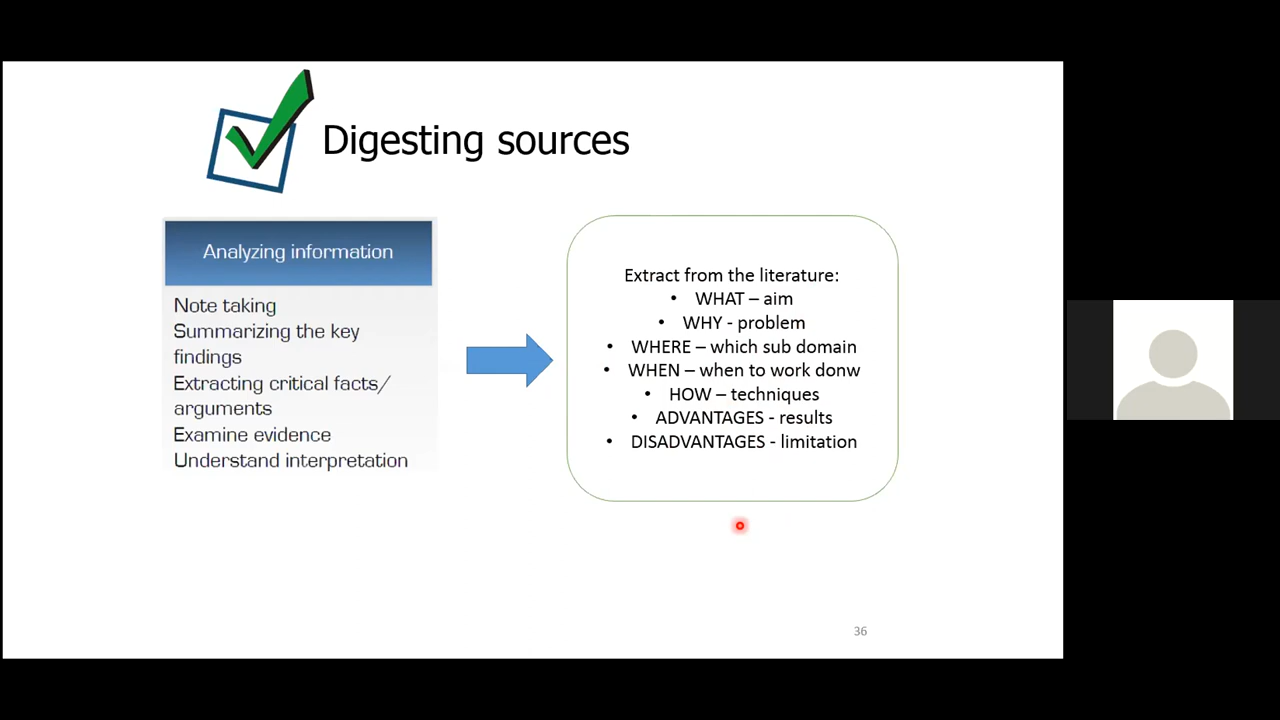 Digesting sources
Analyzing information
Note taking
Summarizing the key
findings
Extracting critical facts/
arguments
Examine evidence
Understand interpretation
Extract from the literature:
• WHAT – aim
• WHY - problem
• WHERE – which sub domain
• WHEN – when to work donw
• HOW – techniques
• ADVANTAGES - results
• DISADVANTAGES - limitation
36